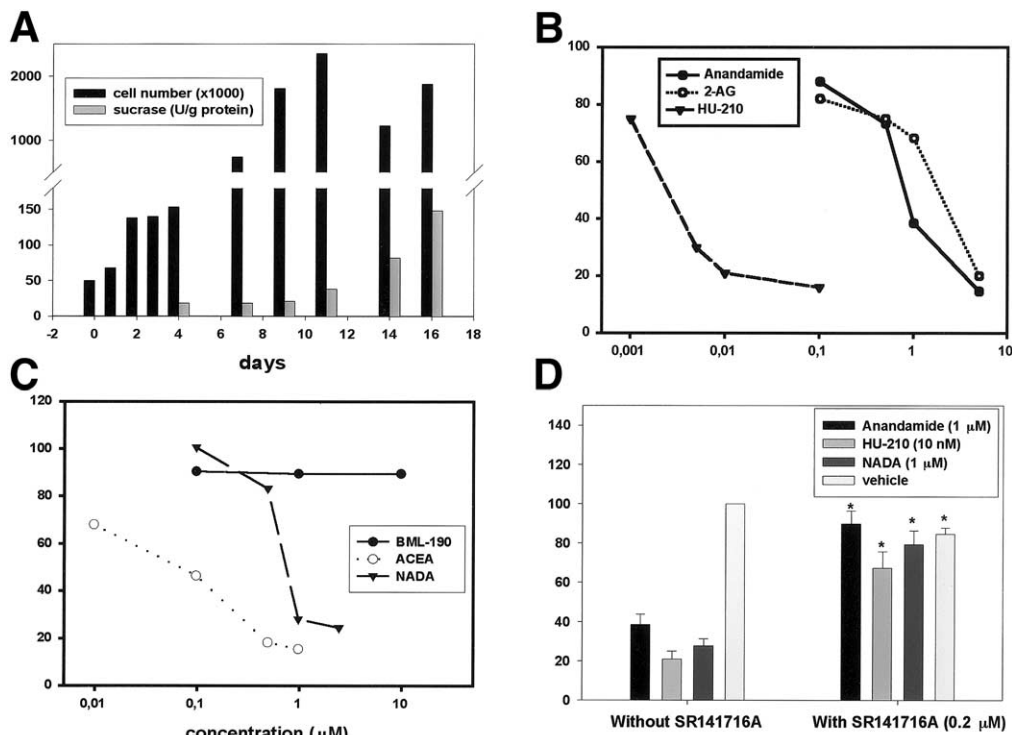 A
2000
1000
150
100
50
0
cell number (x1000)
sucrase (U/g protein)
-2 0 2 4 6 8 10 12 14 16 18
days
B
100
80
60
40
20
0
Anandamide
2-AG
HU-210
0,001 0,01 0,1 1 10
C
120
100
80
60
40
20
0
BML-190
ACEA
NADA
0,01 0,1 1 10
concentration (µM)
D
140
120
100
80
60
40
20
0
Anandamide (1 µM)
HU-210 (10 nM)
NADA (1 µM)
vehicle
* * * *
Without SR141716A With SR141716A (0.2 µM)